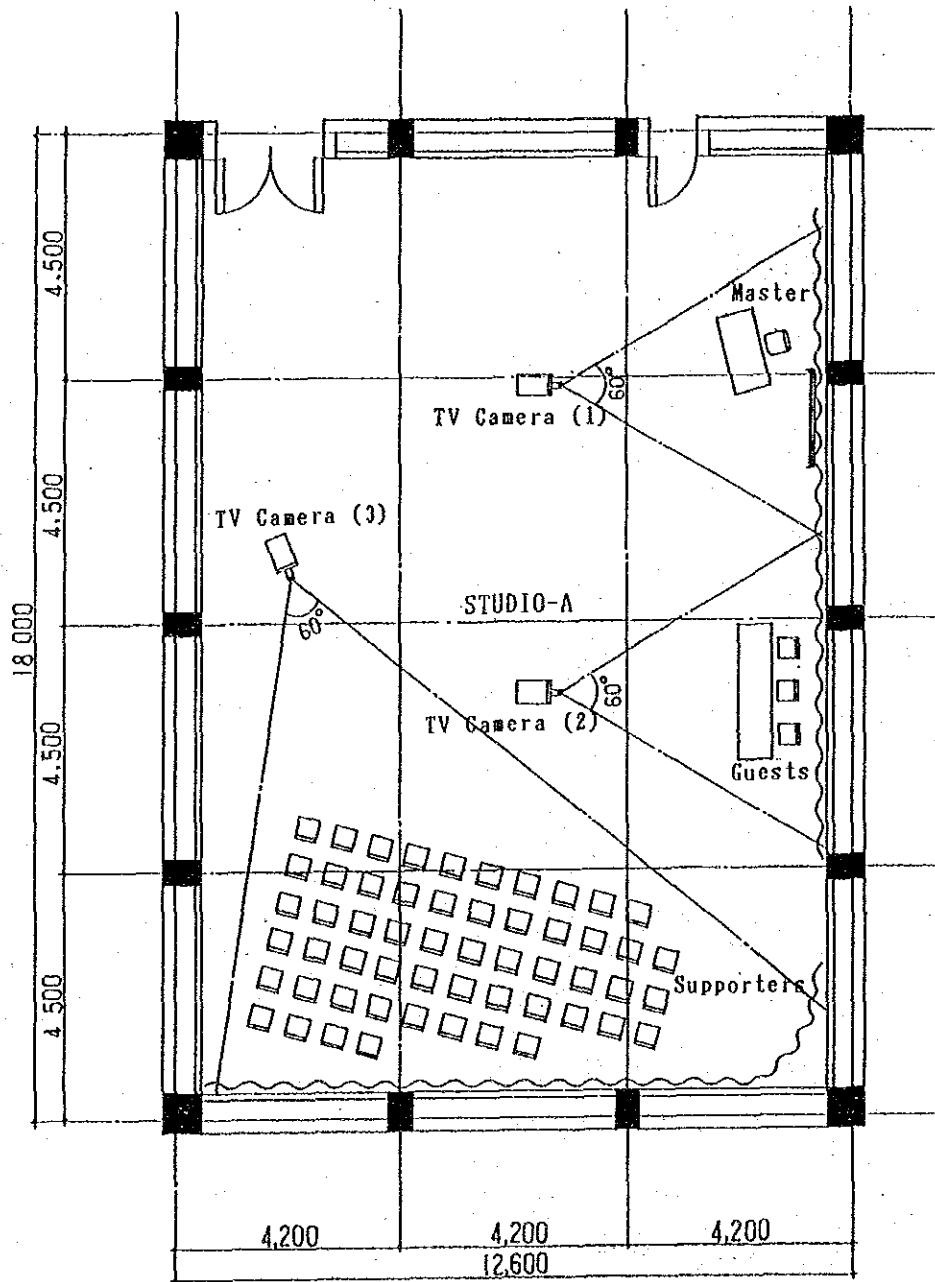 4.500
Master
60°
TV Camera (1)
4.500
TV Camera (3)
STUDIO-A
60°
18 000
60°
TV Camera (2)
4.500
Guests
Supporters
4 500
4,200
4,200
4,200
12,600